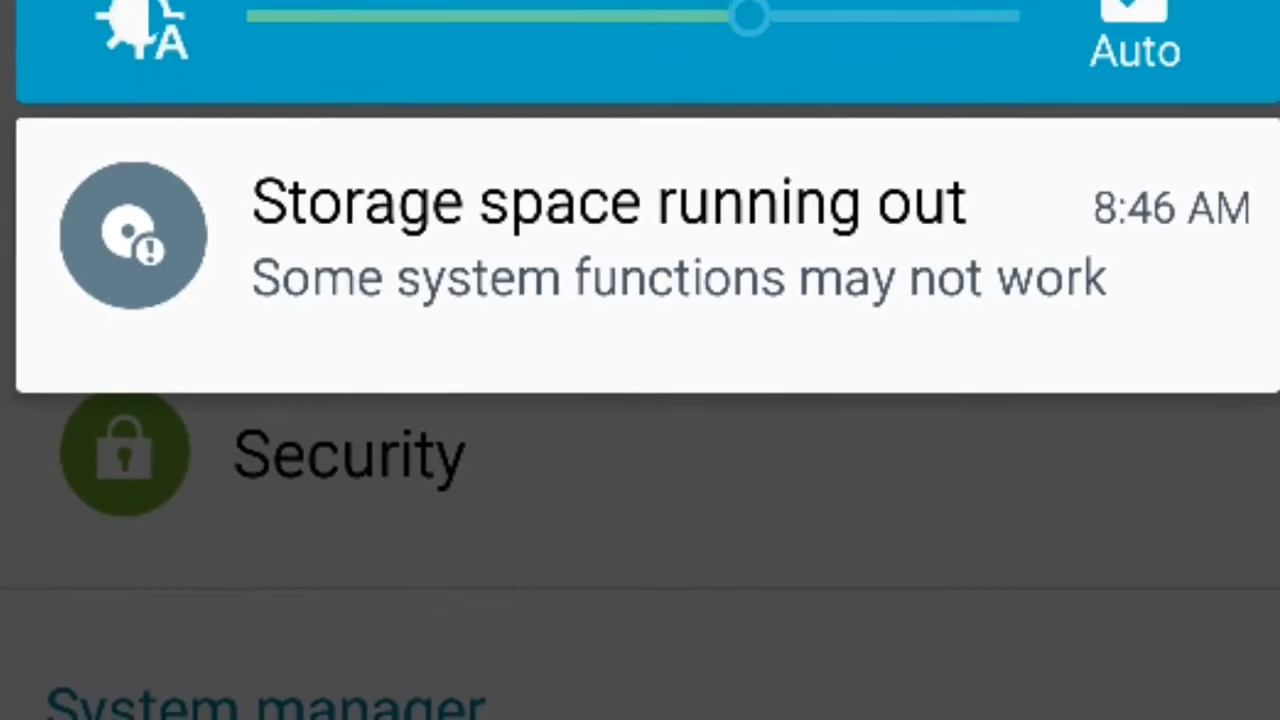 A
Auto
Storage space running out
8:46 AM
Some system functions may not work
Security
System manager